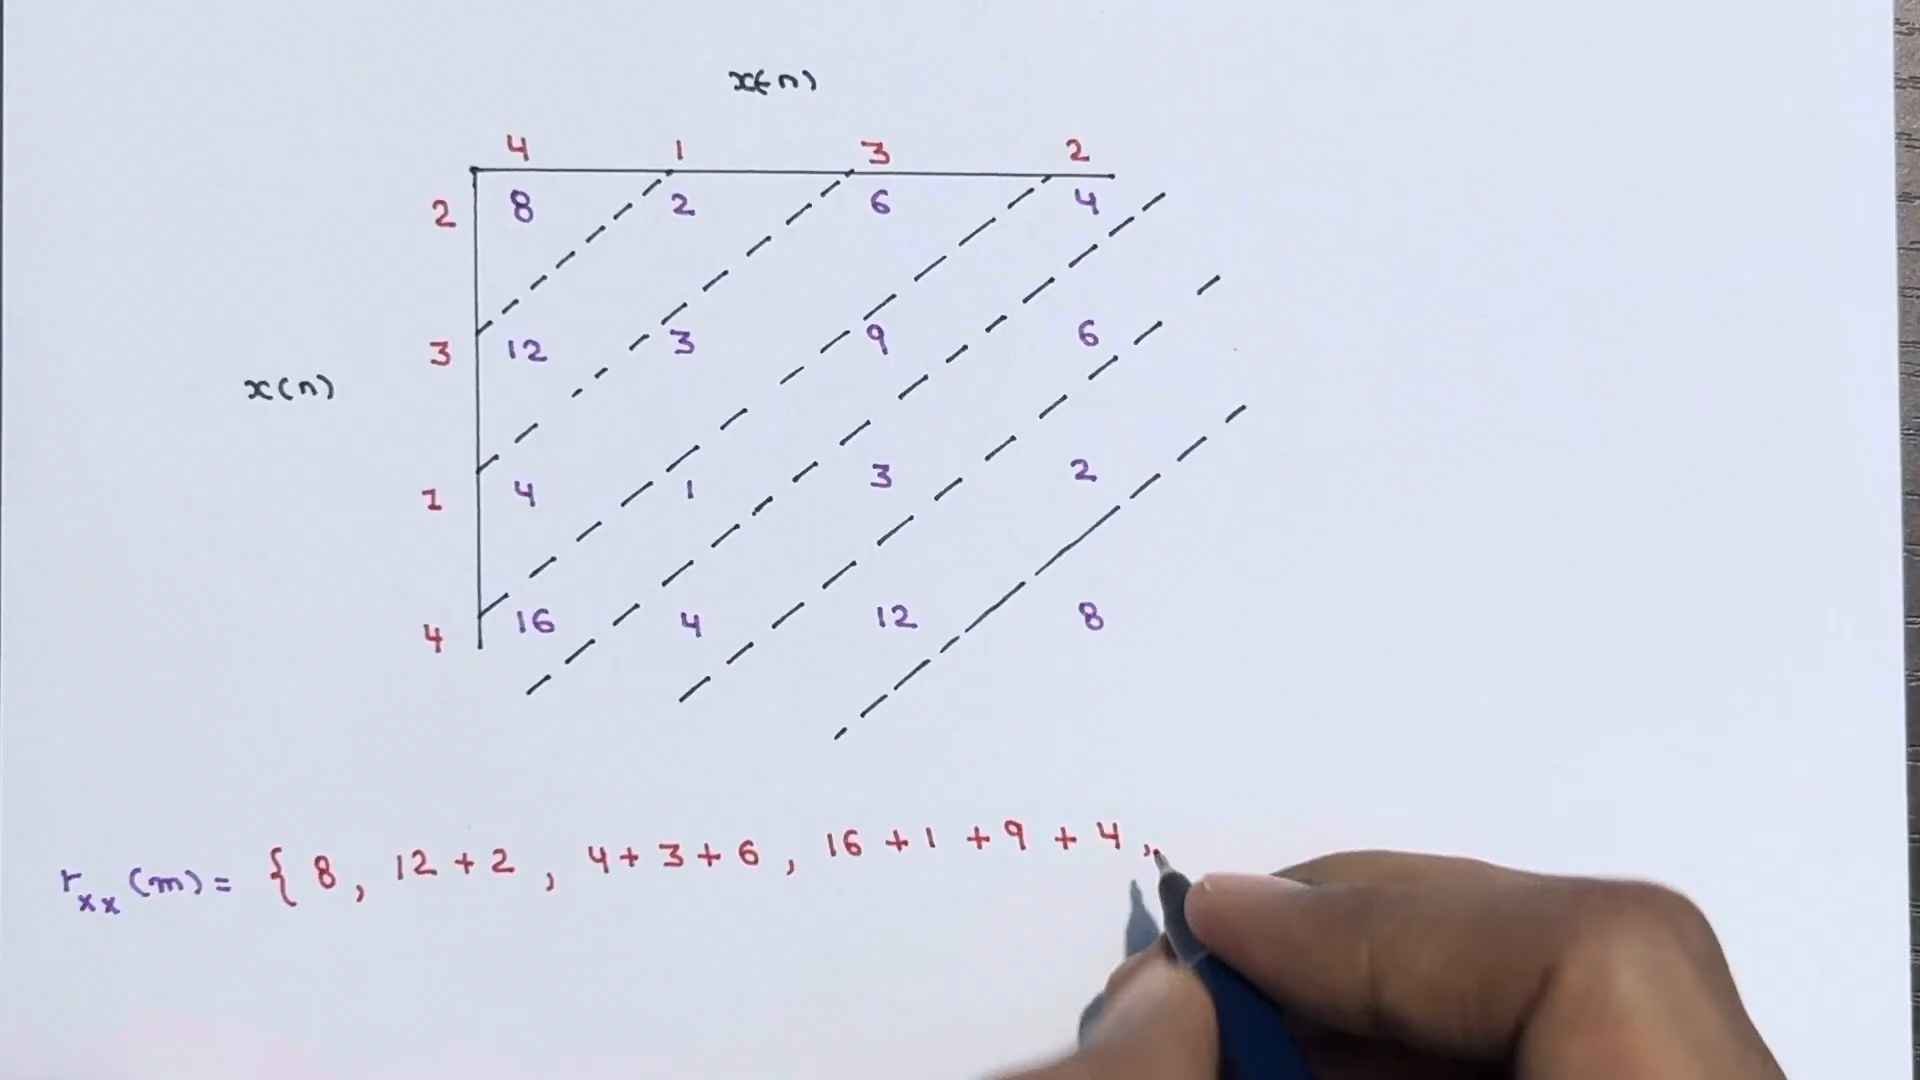 x(-n)
4 1 3 2
2 8 2 6 4
3 12 3 9 6
x(n)
1 4 1 3 2
4 16 4 12 8
rxx(m) = { 8, 12+2, 4+3+6, 16+1+9+4,